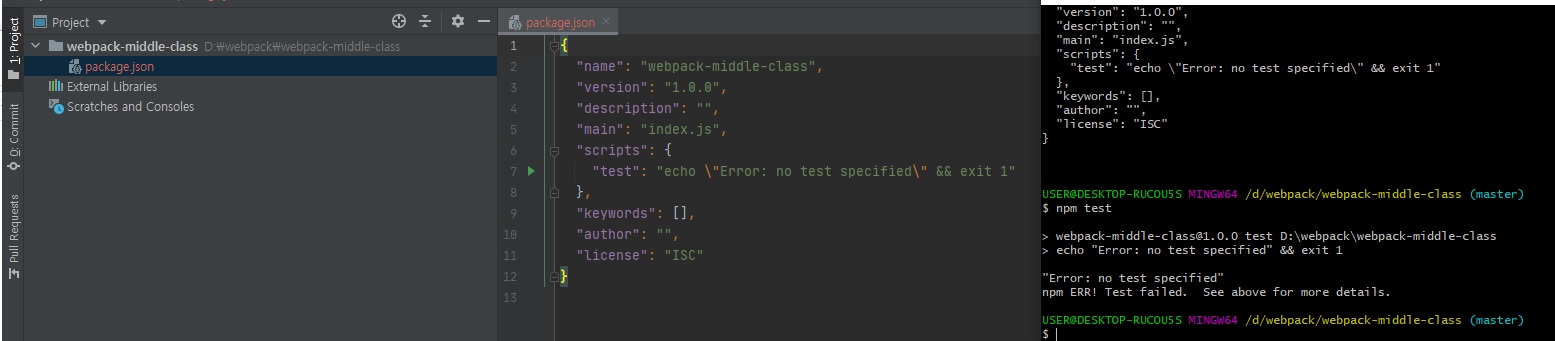 1: Project
0: Commit
Pull Requests
Project
webpack-middle-class D:₩webpack₩webpack-middle-class
package.json
External Libraries
Scratches and Consoles
package.json
1 {
2 "name": "webpack-middle-class",
3 "version": "1.0.0",
4 "description": "",
5 "main": "index.js",
6 "scripts": {
7 "test": "echo \"Error: no test specified\" && exit 1"
8 },
9 "keywords": [],
10 "author": "",
11 "license": "ISC"
12 }
13
"version": "1.0.0",
"description": "",
"main": "index.js",
"scripts": {
"test": "echo \"Error: no test specified\" && exit 1"
},
"keywords": [],
"author": "",
"license": "ISC"
}
USER@DESKTOP-RUCOU5S MINGW64 /d/webpack/webpack-middle-class (master)
$ npm test
> webpack-middle-class@1.0.0 test D:\webpack\webpack-middle-class
> echo "Error: no test specified" && exit 1
"Error: no test specified"
npm ERR! Test failed.  See above for more details.
USER@DESKTOP-RUCOU5S MINGW64 /d/webpack/webpack-middle-class (master)
$